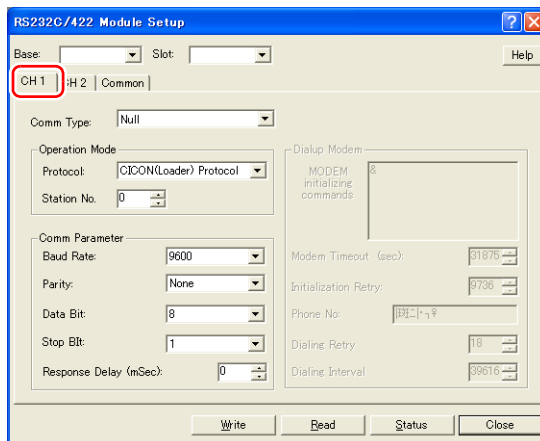 RS232C/422 Module Setup
Base: Slot: Help
CH 1 CH 2 Common
Comm Type: Null
Operation Mode
Protocol: CICON(Loader) Protocol
Station No. 0
Comm Parameter
Baud Rate: 9600
Parity: None
Data Bit: 8
Stop BIt: 1
Response Delay (mSec): 0
Dialup Modem
MODEM initializing commands &
Modem Timeout (sec): 31875
Initialization Retry: 9736
Phone No:
Dialing Retry 18
Dialing Interval 39616
Write Read Status Close